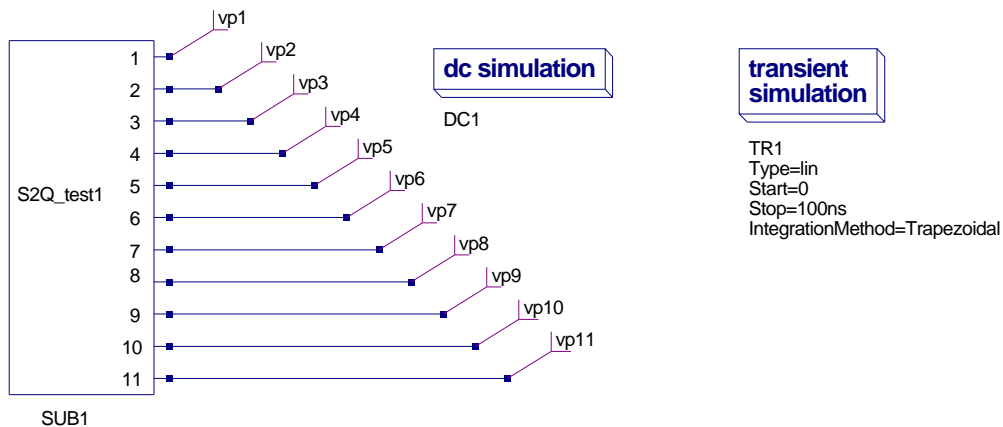 vp1
1
vp2
2
vp3
3
vp4
4
vp5
5
vp6
6
vp7
7
vp8
8
vp9
9
vp10
10
vp11
11
S2Q_test1
SUB1
dc simulation
DC1
transient
simulation
TR1
Type=lin
Start=0
Stop=100ns
IntegrationMethod=Trapezoidal